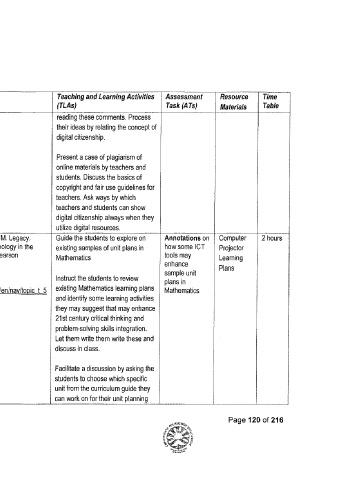 Teaching and Learning Activities
(TLAs)
Assessment
Task (ATs)
Resource
Materials
Time
Table
reading these comments. Process
their ideas by relating the concept of
digital citizenship.
Present a case of plagiarism of
online materials by teachers and
students. Discuss the basics of
copyright and fair use guidelines for
teachers. Ask ways by which
teachers and students can show
digital citizenship always when they
utilize digital resources.
M. Legacy.
ology in the
earson
/en/nav/topic_t_5
Guide the students to explore on
existing samples of unit plans in
Mathematics
Instruct the students to review
existing Mathematics learning plans
and identify some learning activities
they may suggest that may enhance
21st century critical thinking and
problem-solving skills integration.
Let them write them write these and
discuss in class.
Facilitate a discussion by asking the
students to choose which specific
unit from the curriculum guide they
can work on for their unit planning
Annotations on
how some ICT
tools may
enhance
sample unit
plans in
Mathematics
Computer
Projector
Learning
Plans
2 hours
Page 120 of 216